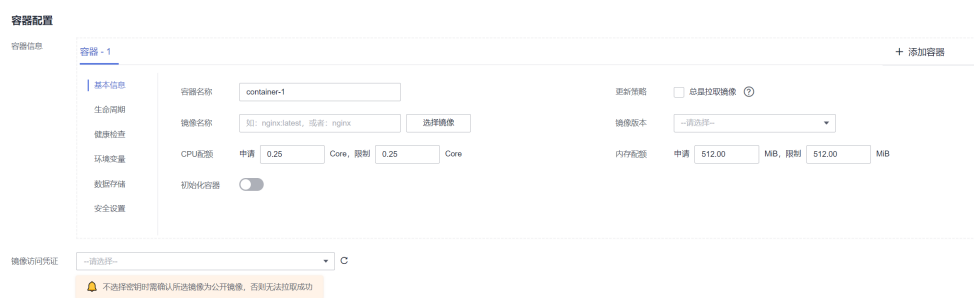 容器配置
容器信息
容器 - 1
+ 添加容器
基本信息
生命周期
健康检查
环境变量
数据存储
安全设置
容器名称 container-1
更新策略 总是拉取镜像 ?
镜像名称 如: nginx:latest, 或者: nginx 选择镜像
镜像版本 --请选择--
CPU配额 申请 0.25 Core, 限制 0.25 Core
内存配额 申请 512.00 MiB, 限制 512.00 MiB
初始化容器
镜像访问凭证 --请选择--
不选择密钥时需确认所选镜像为公开镜像, 否则无法拉取成功